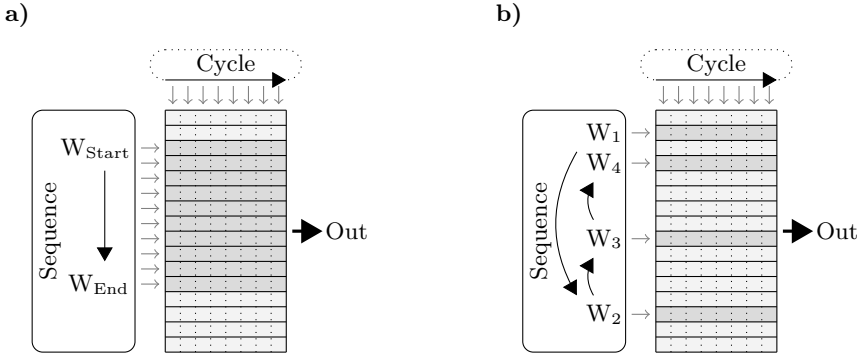 a)
Cycle
Sequence
W_Start
W_End
Out
b)
Cycle
Sequence
W_1
W_4
W_3
W_2
Out